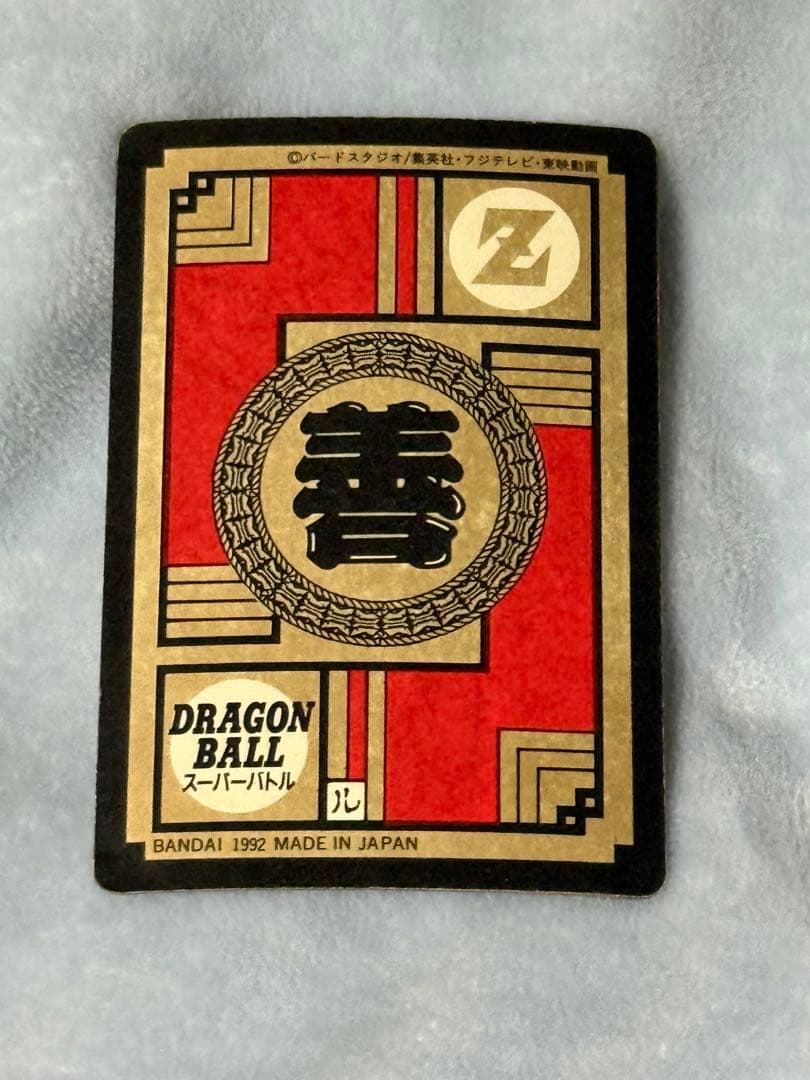 ©バードスタジオ/集英社・フジテレビ・東映動画
Z
善
DRAGON
BALL
スーパーバトル
ル
BANDAI 1992 MADE IN JAPAN